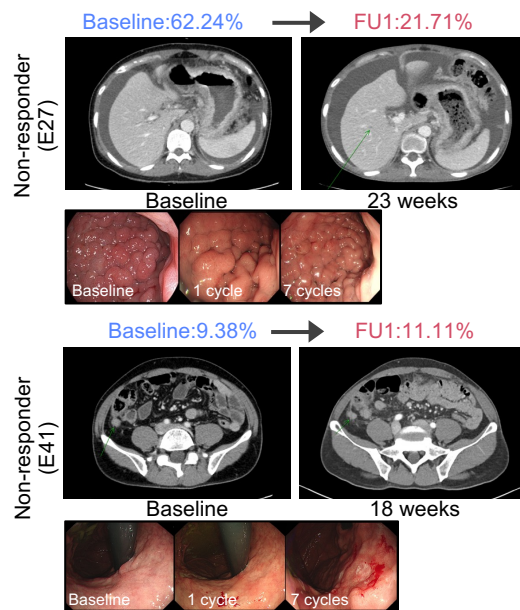 Baseline:62.24% FU1:21.71%
Non-responder
(E27)
Baseline 23 weeks
Baseline 1 cycle 7 cycles
Baseline:9.38% FU1:11.11%
Non-responder
(E41)
Baseline 18 weeks
Baseline 1 cycle 7 cycles